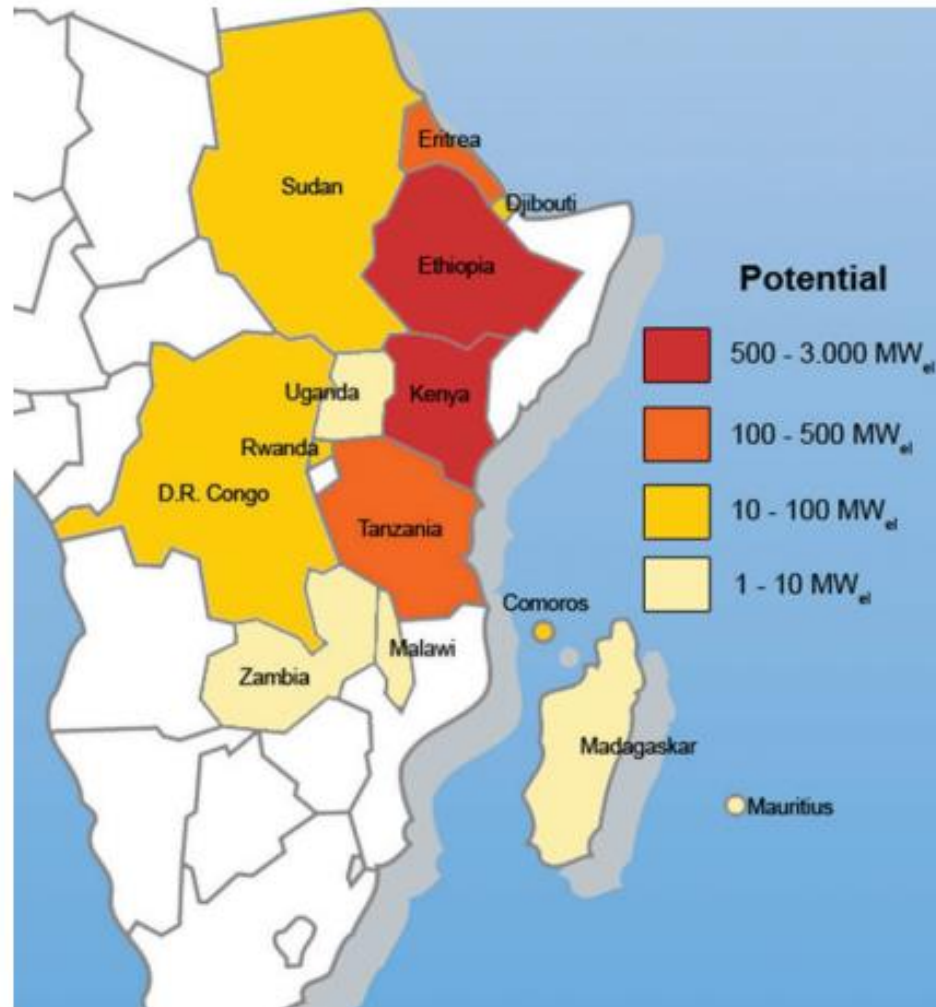 Eritrea
Sudan
Djibouti
Ethiopia
Potential
500 - 3.000 MWel
Uganda
Kenya
100 - 500 MWel
Rwanda
D.R. Congo
10 - 100 MWel
Tanzania
1 - 10 MWel
Comoros
Malawi
Zambia
Madagaskar
Mauritius